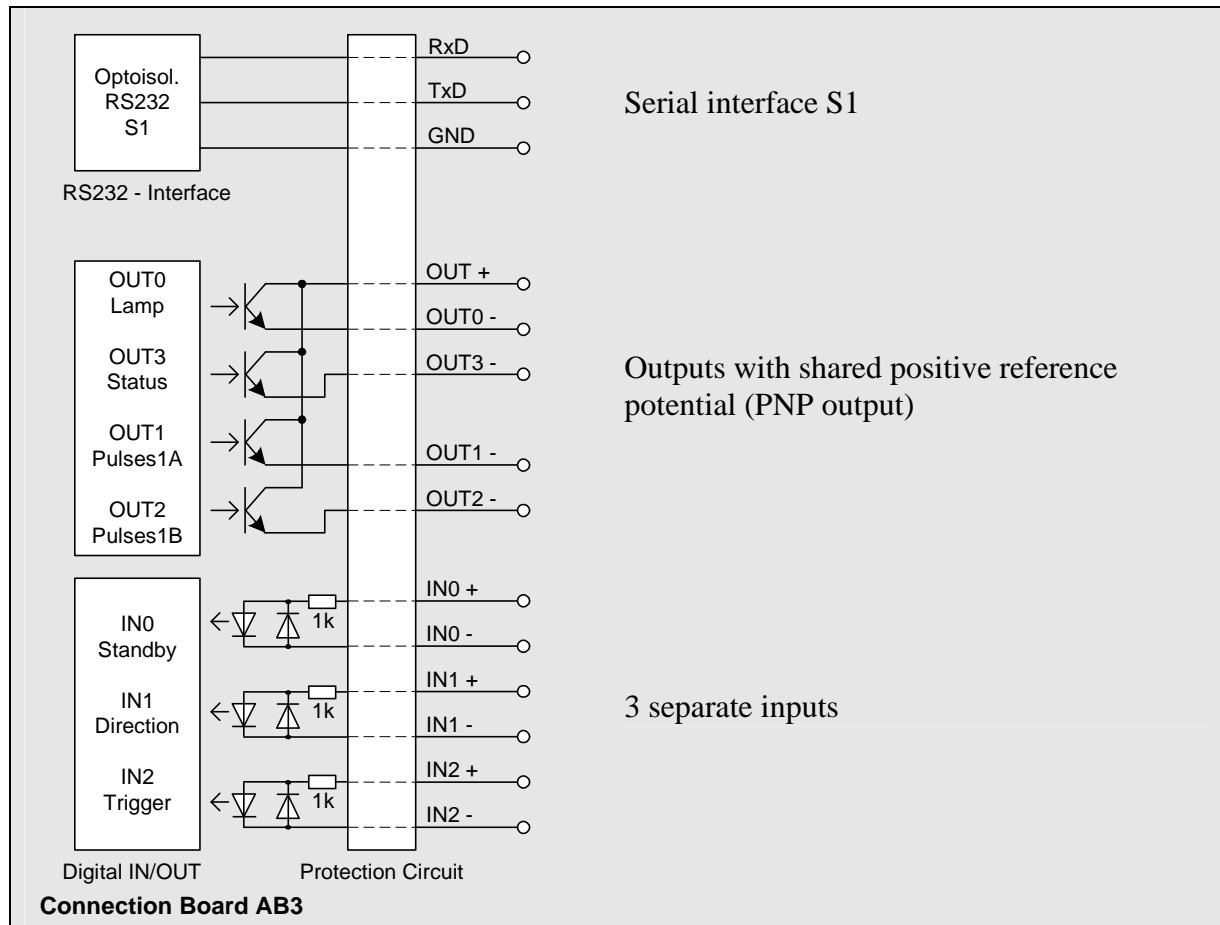 Optoisol.
RS232
S1
RxD
TxD
GND
Serial interface S1
RS232 - Interface
OUT0
Lamp
OUT3
Status
OUT1
Pulses1A
OUT2
Pulses1B
OUT +
OUT0 -
OUT3 -
OUT1 -
OUT2 -
Outputs with shared positive reference
potential (PNP output)
IN0
Standby
IN1
Direction
IN2
Trigger
1k
1k
1k
IN0 +
IN0 -
IN1 +
IN1 -
IN2 +
IN2 -
3 separate inputs
Digital IN/OUT
Protection Circuit
Connection Board AB3